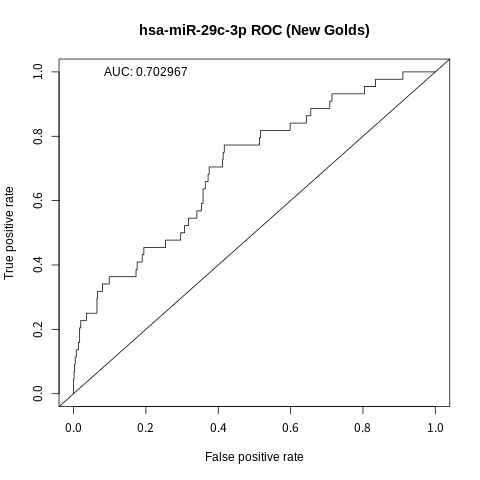 hsa-miR-29c-3p ROC (New Golds)
AUC: 0.702967
True positive rate
1.0
0.8
0.6
0.4
0.2
0.0
0.0 0.2 0.4 0.6 0.8 1.0
False positive rate